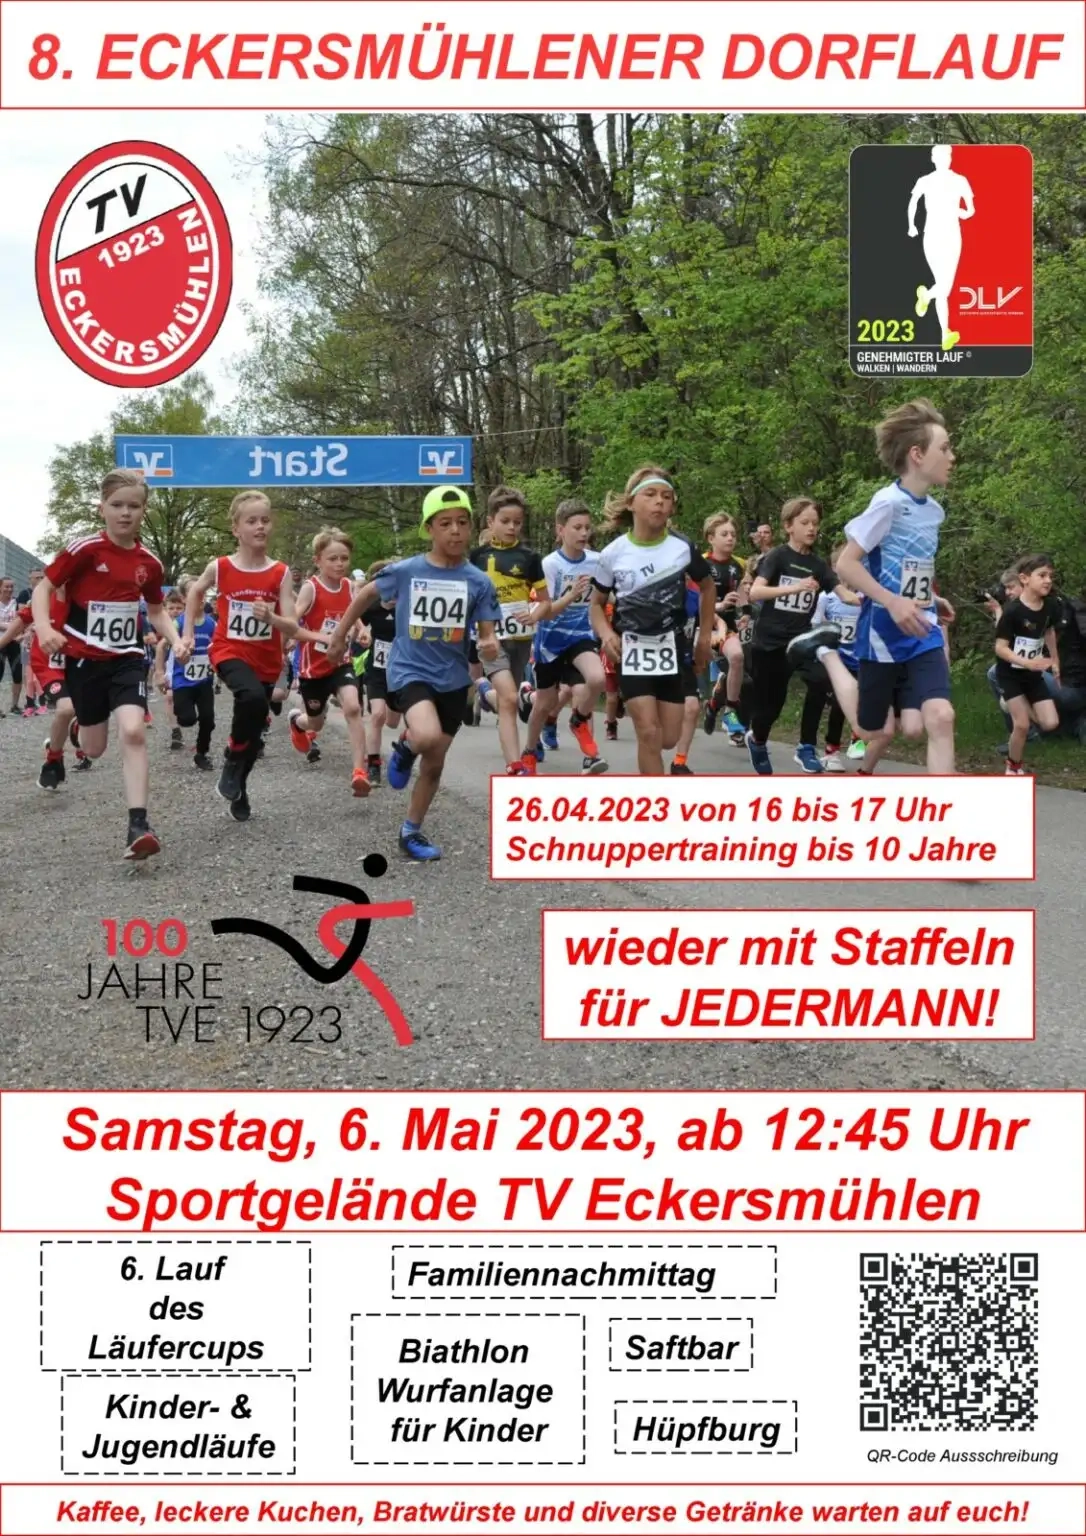 8. ECKERSMÜHLENER DORFLAUF
TV
1923
ECKERSMÜHLEN
DLV
2023
GENEHMIGTER LAUF ©
WALKEN | WANDERN
Start
460
402
478
404
461
458
419
43
26.04.2023 von 16 bis 17 Uhr
Schnuppertraining bis 10 Jahre
100
JAHRE
TVE 1923
wieder mit Staffeln
für JEDERMANN!
Samstag, 6. Mai 2023, ab 12:45 Uhr
Sportgelände TV Eckersmühlen
6. Lauf
des
Läufercups
Kinder- &
Jugendläufe
Familiennachmittag
Biathlon
Wurfanlage
für Kinder
Saftbar
Hüpfburg
QR-Code Aussschreibung
Kaffee, leckere Kuchen, Bratwürste und diverse Getränke warten auf euch!